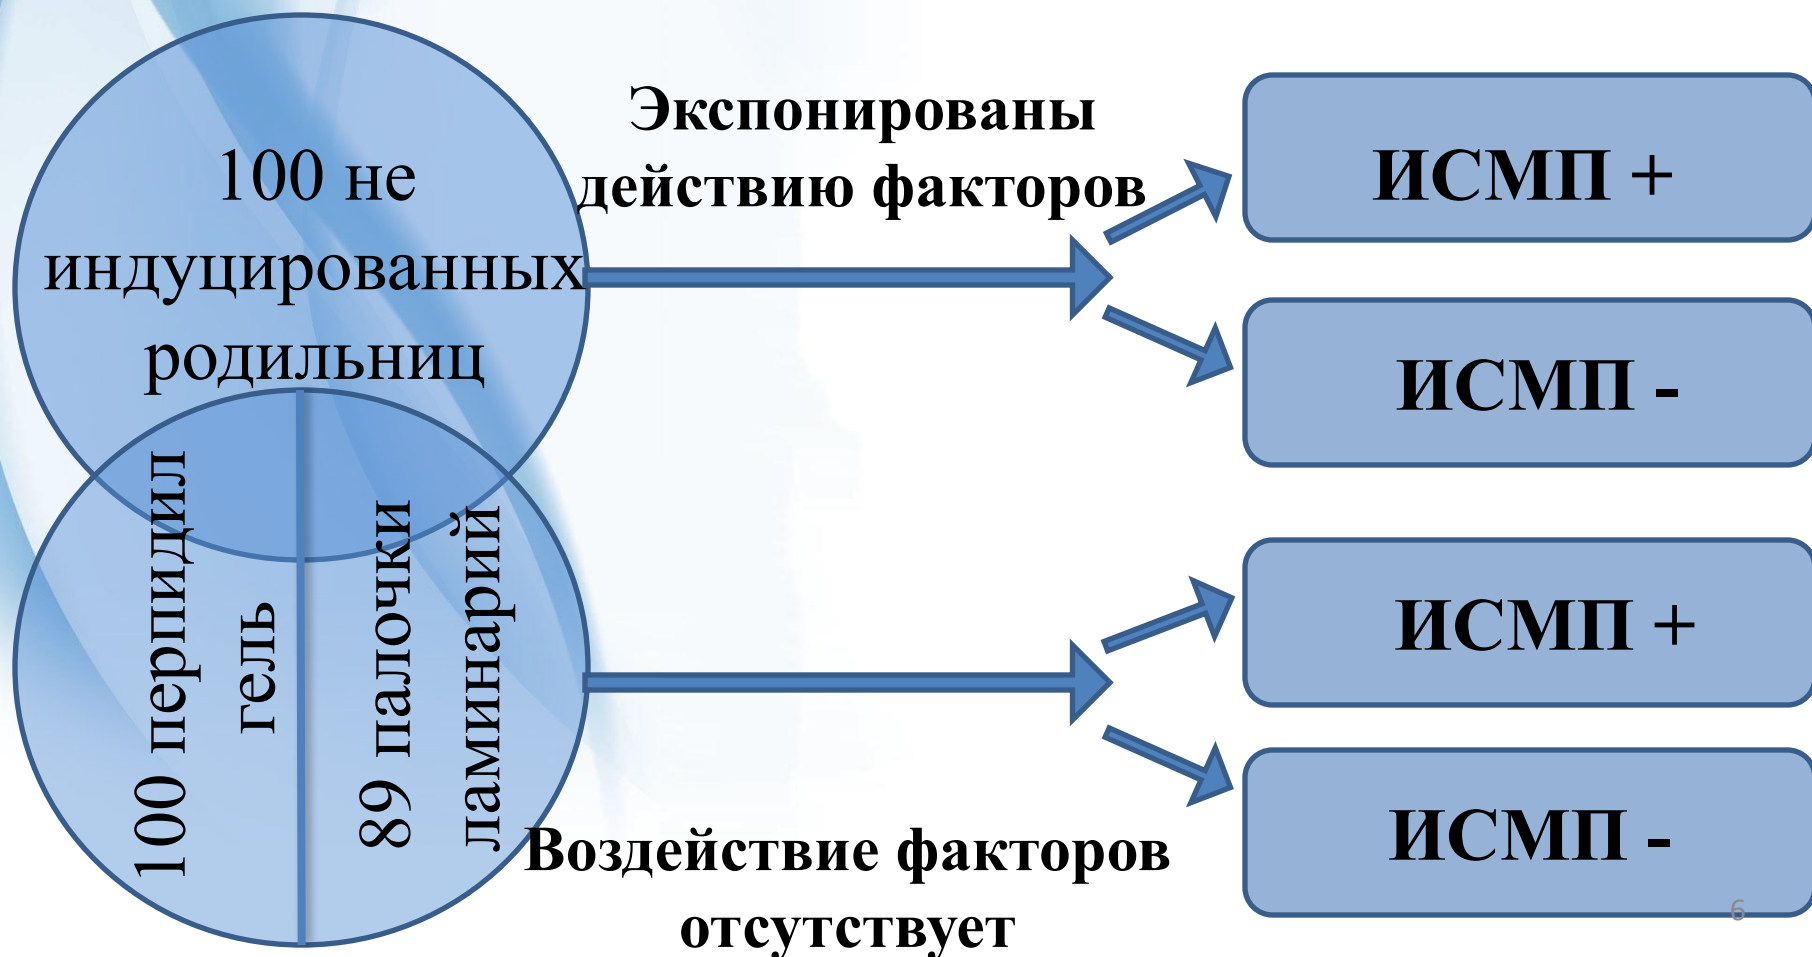 100 не
индуцированных
родильниц
Экспонированы
действию факторов
ИСМП +
ИСМП -
100 перпидил
гель
89 палочки
ламинарий
Воздействие факторов
отсутствует
ИСМП +
ИСМП -
6